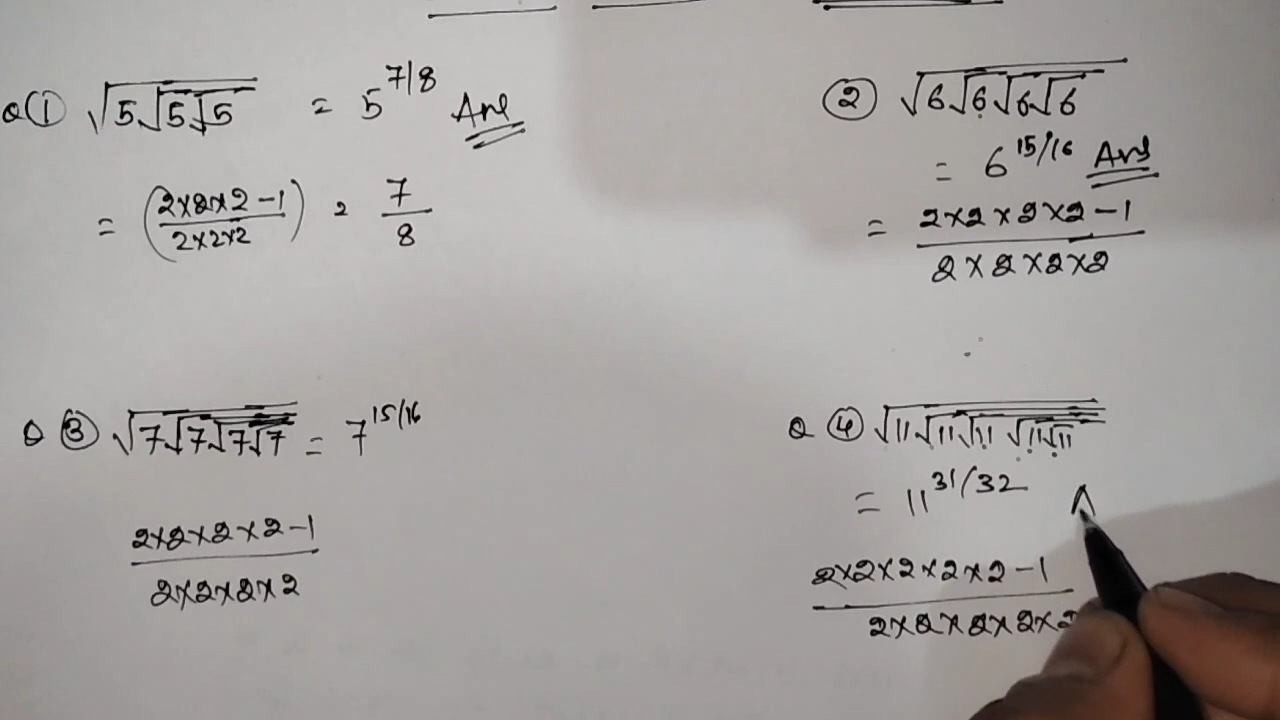 Q ① √5√5√5 = 5^7/8 Ans
= (2×2×2-1 / 2×2×2) = 7/8
② √6√6√6√6
= 6^15/16 Ans
= 2×2×2×2-1 / 2×2×2×2
Q ③ √7√7√7√7 = 7^15/16
2×2×2×2-1 / 2×2×2×2
Q ④ √11√11√11√11√11
= 11^31/32 A
2×2×2×2×2-1 / 2×2×2×2×2